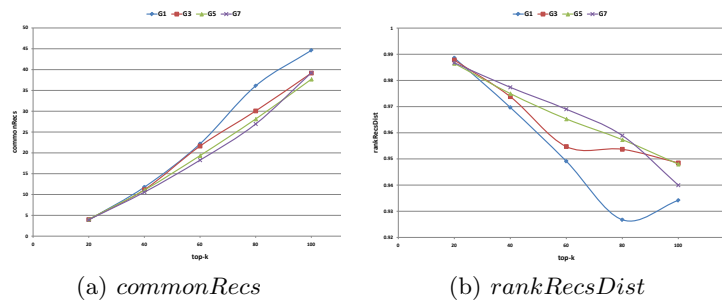 G1 G3 G5 G7
50
45
40
35
30
25
20
15
10
5
0
commonRecs
0 20 40 60 80 100
top-k
(a) commonRecs
G1 G3 G5 G7
1
0.99
0.98
0.97
0.96
0.95
0.94
0.93
0.92
rankRecsDist
0 20 40 60 80 100
top-k
(b) rankRecsDist